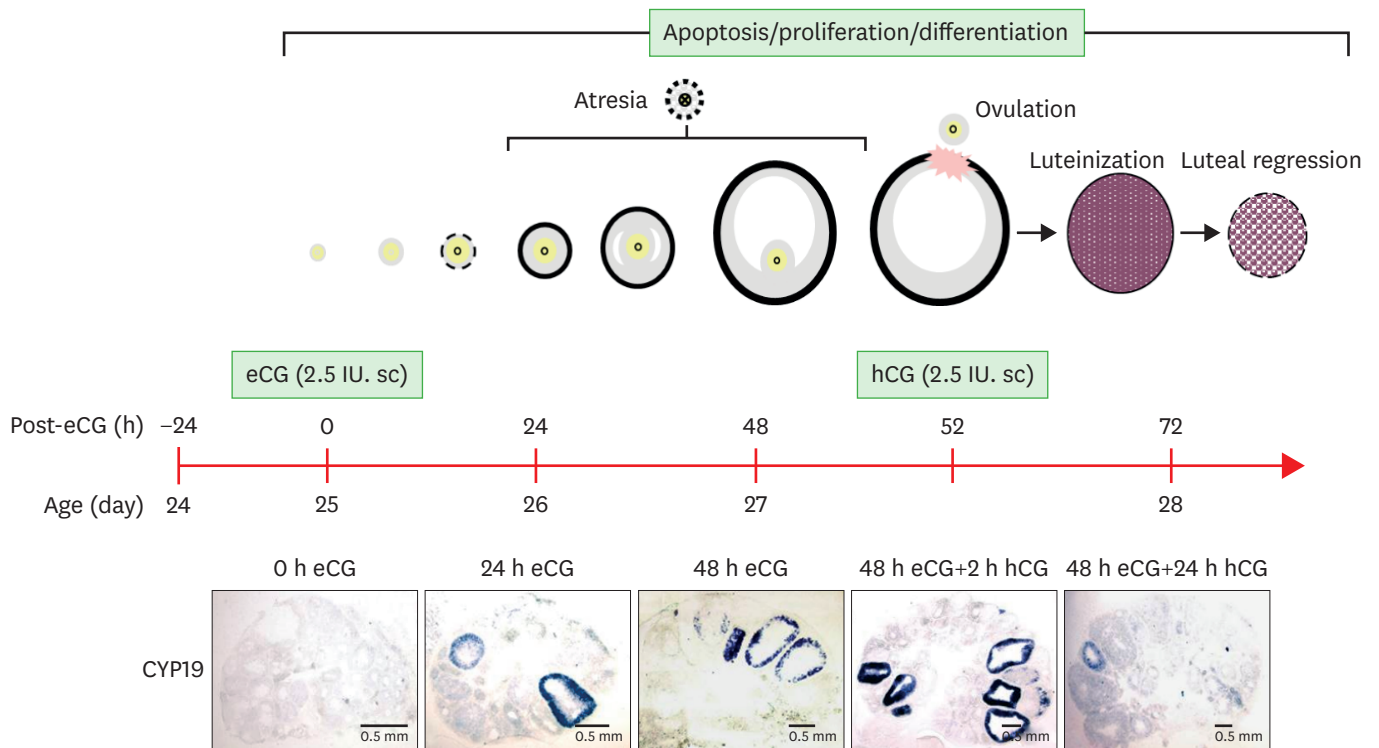 Apoptosis/proliferation/differentiation
Atresia
Ovulation
Luteinization
Luteal regression
eCG (2.5 IU. sc)
hCG (2.5 IU. sc)
Post-eCG (h) −24 0 24 48 52 72
Age (day) 24 25 26 27 28
0 h eCG 24 h eCG 48 h eCG 48 h eCG+2 h hCG 48 h eCG+24 h hCG
CYP19
0.5 mm 0.5 mm 0.5 mm 0.5 mm 0.5 mm